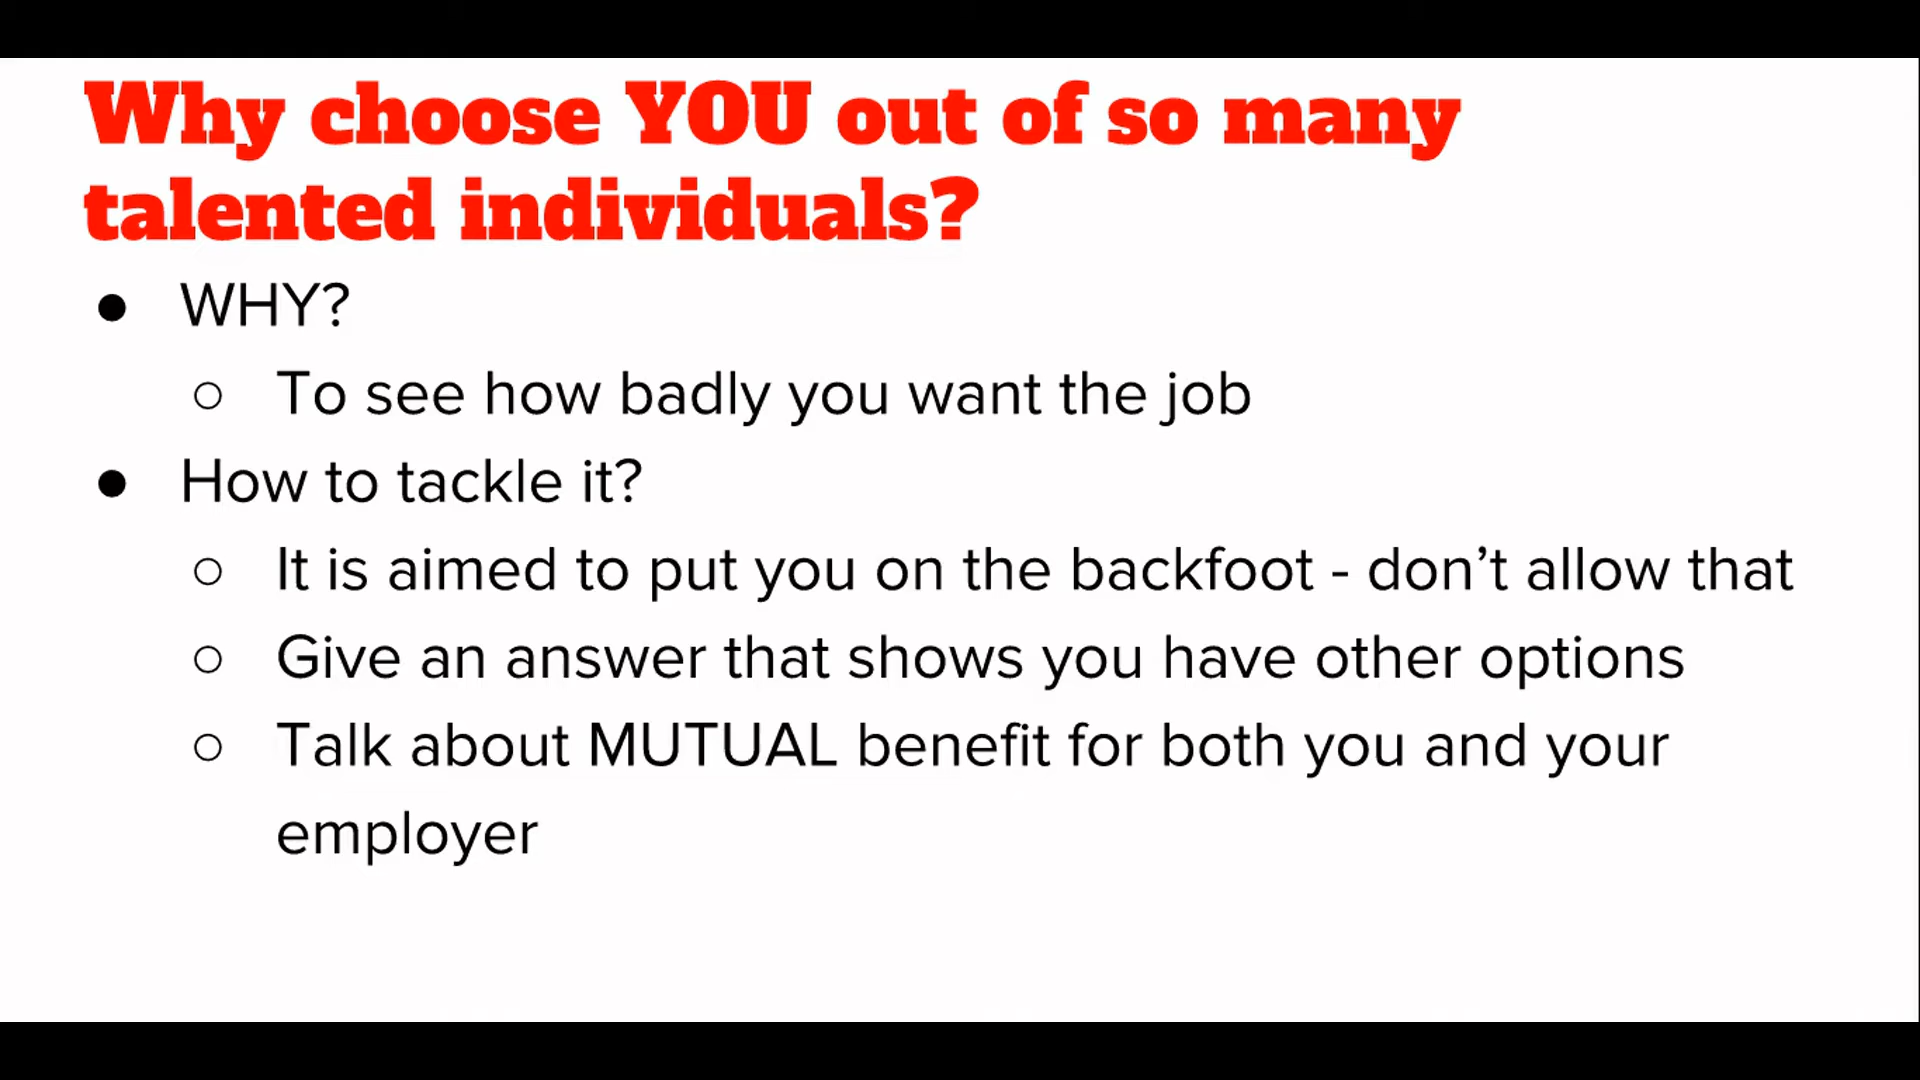 Why choose YOU out of so many
talented individuals?
● WHY?
○ To see how badly you want the job
● How to tackle it?
○ It is aimed to put you on the backfoot - don’t allow that
○ Give an answer that shows you have other options
○ Talk about MUTUAL benefit for both you and your
employer